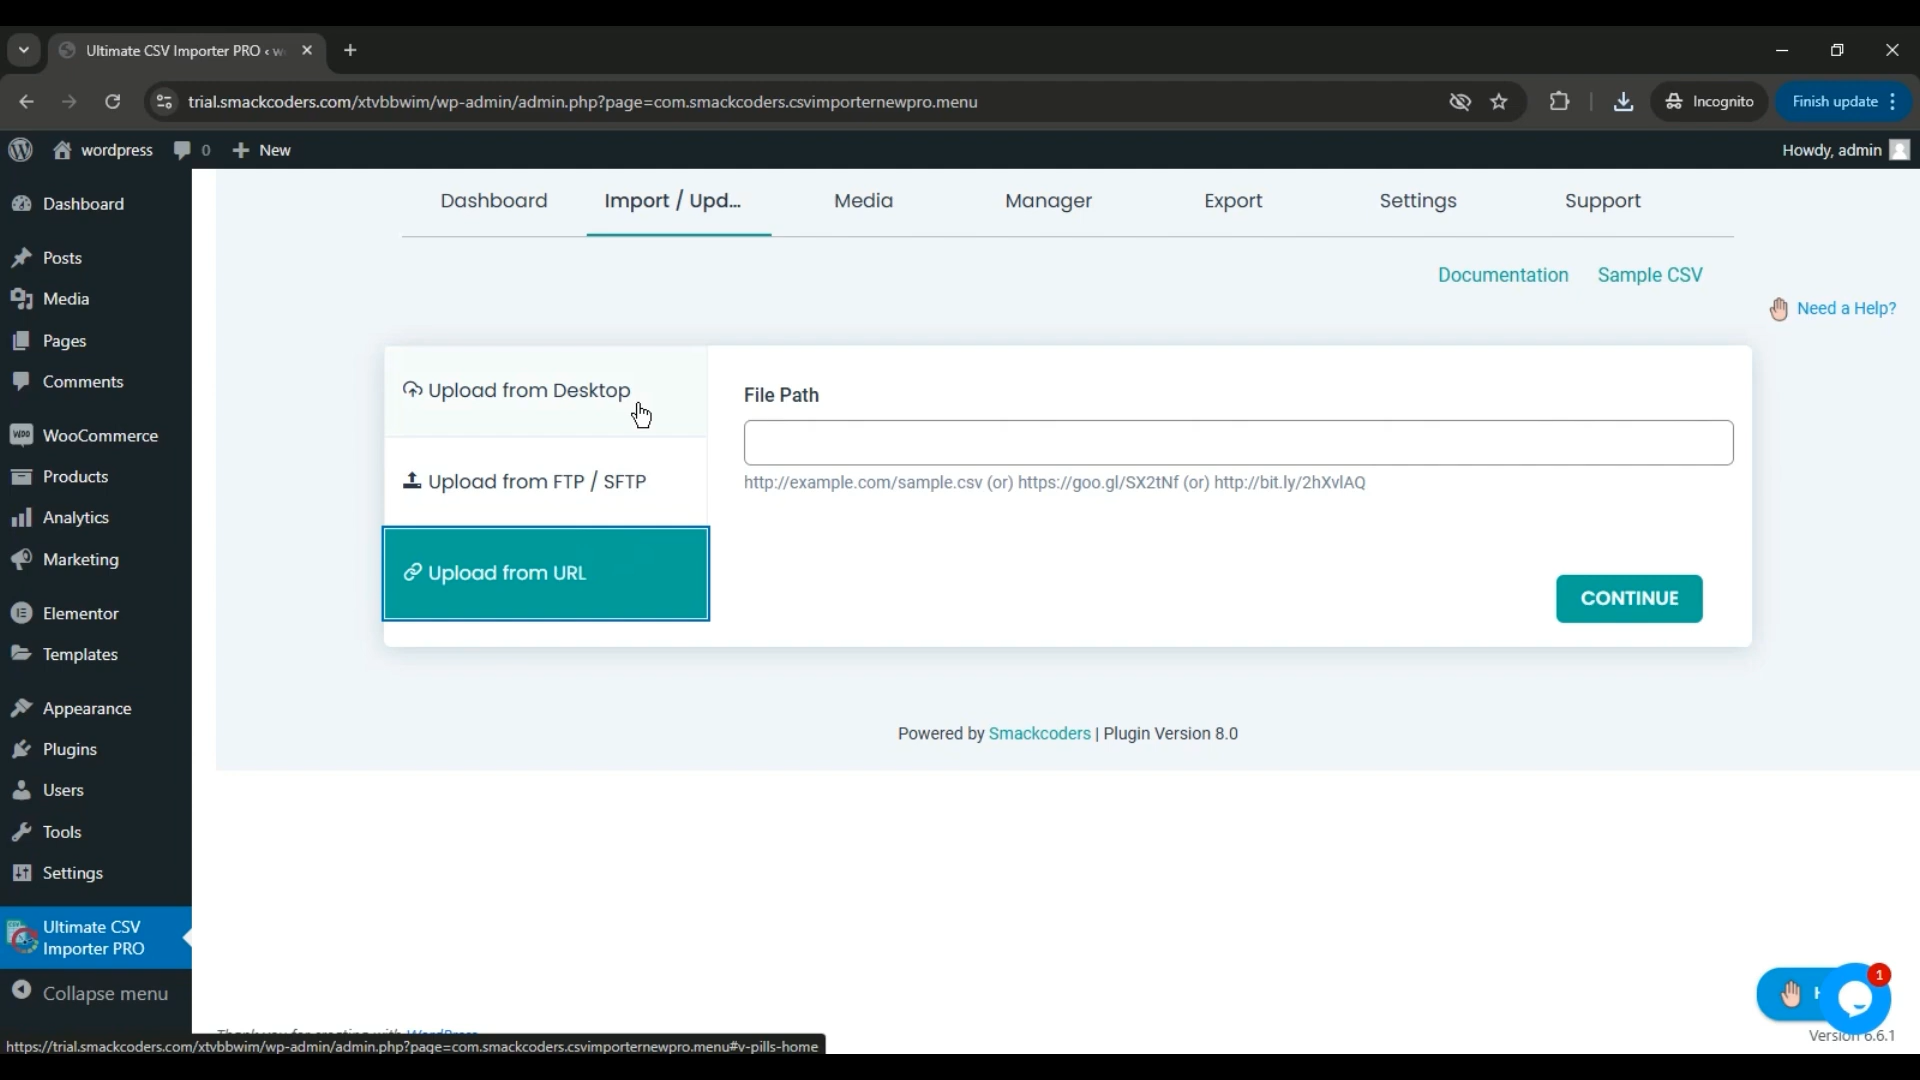 Ultimate CSV Importer PRO ‹ w
trial.smackcoders.com/xtvbbwim/wp-admin/admin.php?page=com.smackcoders.csvimporternewpro.menu
Incognito
Finish update
wordpress
0
New
Howdy, admin
Dashboard
Posts
Media
Pages
Comments
WooCommerce
Products
Analytics
Marketing
Elementor
Templates
Appearance
Plugins
Users
Tools
Settings
Ultimate CSV
Importer PRO
Collapse menu
Dashboard
Import / Upd...
Media
Manager
Export
Settings
Support
Documentation
Sample CSV
Need a Help?
Upload from Desktop
Upload from FTP / SFTP
Upload from URL
File Path
http://example.com/sample.csv (or) https://goo.gl/SX2tNf (or) http://bit.ly/2hXvlAQ
CONTINUE
Powered by Smackcoders | Plugin Version 8.0
1
Thank you for creating with WordPress
Version 6.6.1
https://trial.smackcoders.com/xtvbbwim/wp-admin/admin.php?page=com.smackcoders.csvimporternewpro.menu#v-pills-home